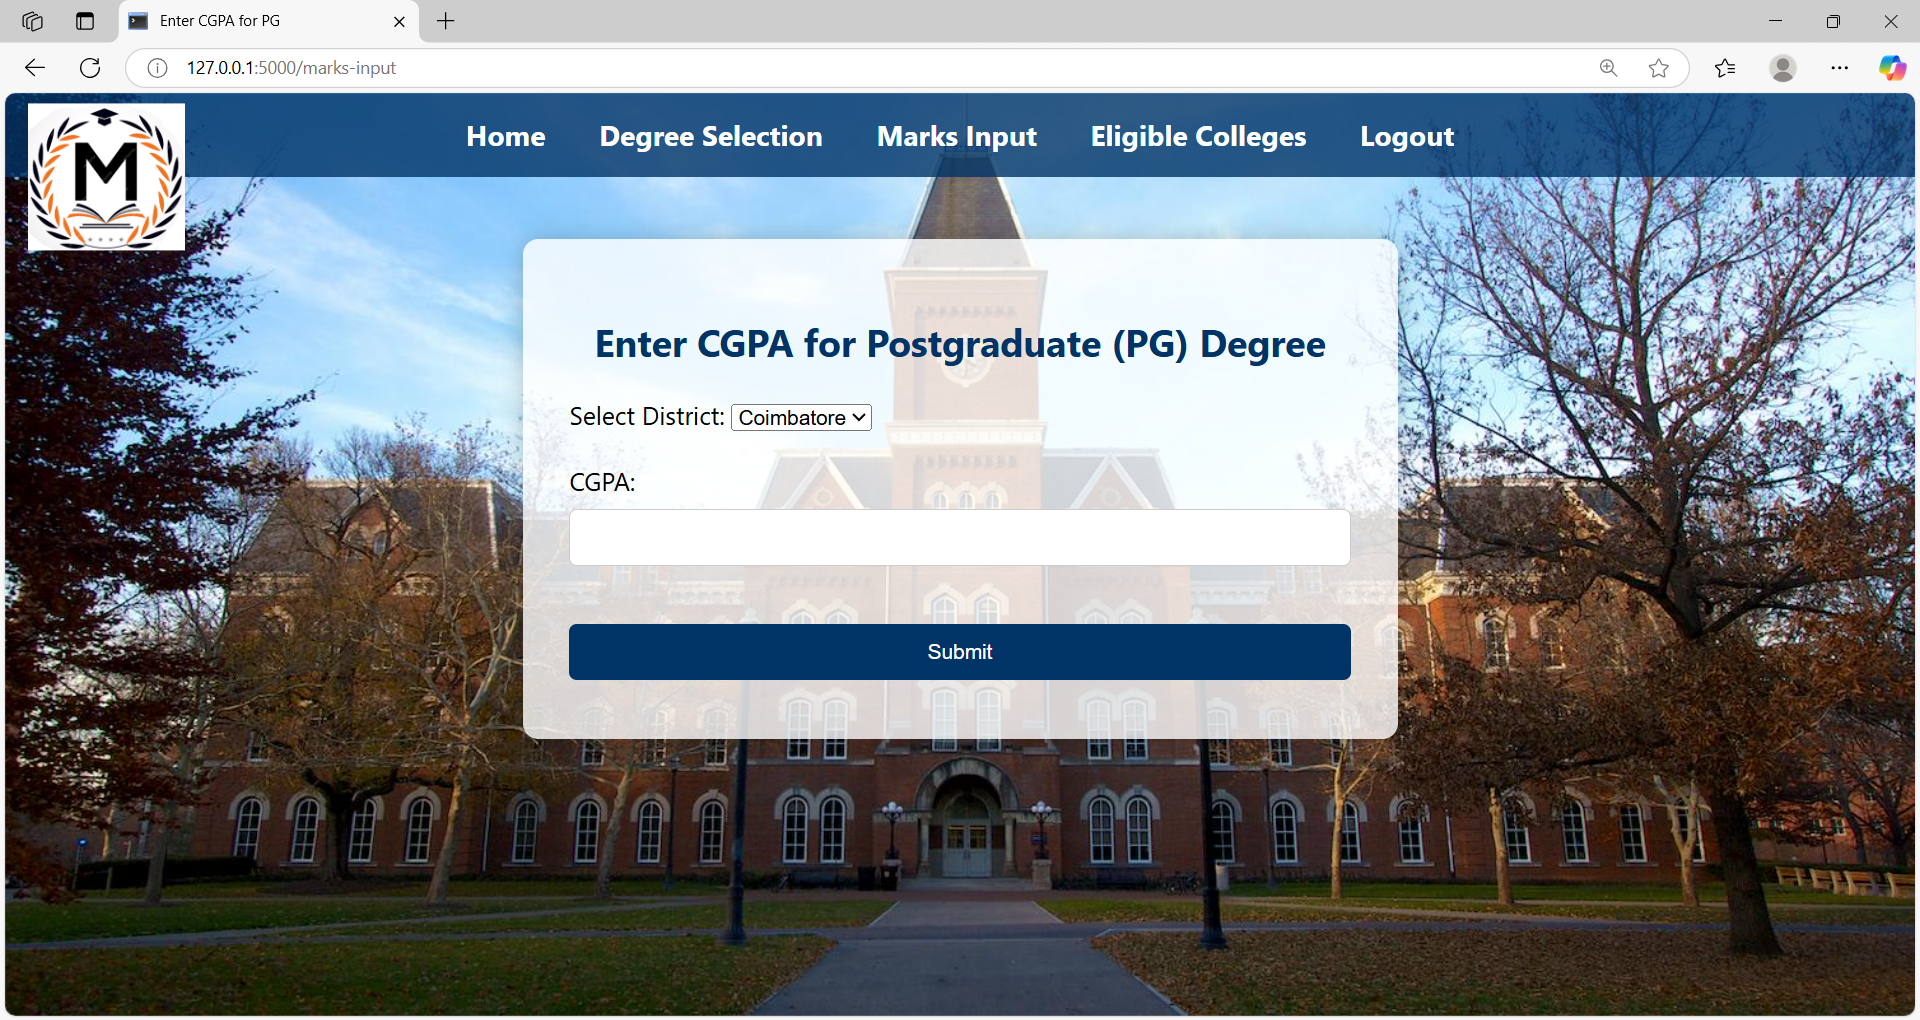 Enter CGPA for PG
127.0.0.1:5000/marks-input
M
Home Degree Selection Marks Input Eligible Colleges Logout
Enter CGPA for Postgraduate (PG) Degree
Select District: Coimbatore
CGPA:
Submit